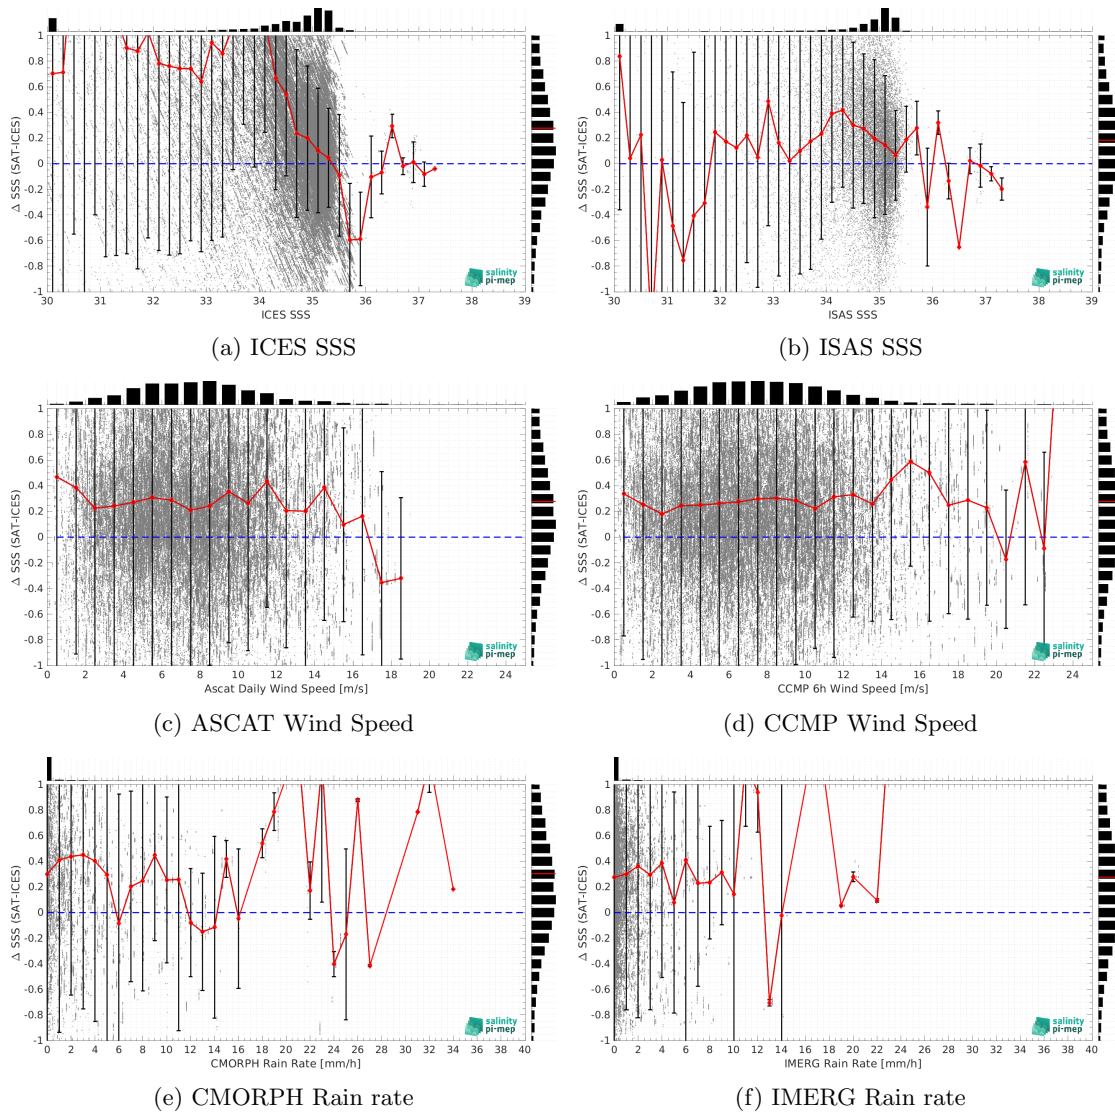 1
0.8
0.6
0.4
0.2
0
-0.2
-0.4
-0.6
-0.8
-1
Δ SSS (SAT-ICES)
30 31 32 33 34 35 36 37 38 39
ICES SSS
salinity
pi-mep
(a) ICES SSS
1
0.8
0.6
0.4
0.2
0
-0.2
-0.4
-0.6
-0.8
-1
Δ SSS (SAT-ICES)
30 31 32 33 34 35 36 37 38 39
ISAS SSS
salinity
pi-mep
(b) ISAS SSS
1
0.8
0.6
0.4
0.2
0
-0.2
-0.4
-0.6
-0.8
-1
Δ SSS (SAT-ICES)
0 2 4 6 8 10 12 14 16 18 20 22 24
Ascat Daily Wind Speed [m/s]
salinity
pi-mep
(c) ASCAT Wind Speed
1
0.8
0.6
0.4
0.2
0
-0.2
-0.4
-0.6
-0.8
-1
Δ SSS (SAT-ICES)
0 2 4 6 8 10 12 14 16 18 20 22 24
CCMP 6h Wind Speed [m/s]
salinity
pi-mep
(d) CCMP Wind Speed
1
0.8
0.6
0.4
0.2
0
-0.2
-0.4
-0.6
-0.8
-1
Δ SSS (SAT-ICES)
0 2 4 6 8 10 12 14 16 18 20 22 24 26 28 30 32 34 36 38 40
CMORPH Rain Rate [mm/h]
salinity
pi-mep
(e) CMORPH Rain rate
1
0.8
0.6
0.4
0.2
0
-0.2
-0.4
-0.6
-0.8
-1
Δ SSS (SAT-ICES)
0 2 4 6 8 10 12 14 16 18 20 22 24 26 28 30 32 34 36 38 40
IMERG Rain Rate [mm/h]
salinity
pi-mep
(f) IMERG Rain rate